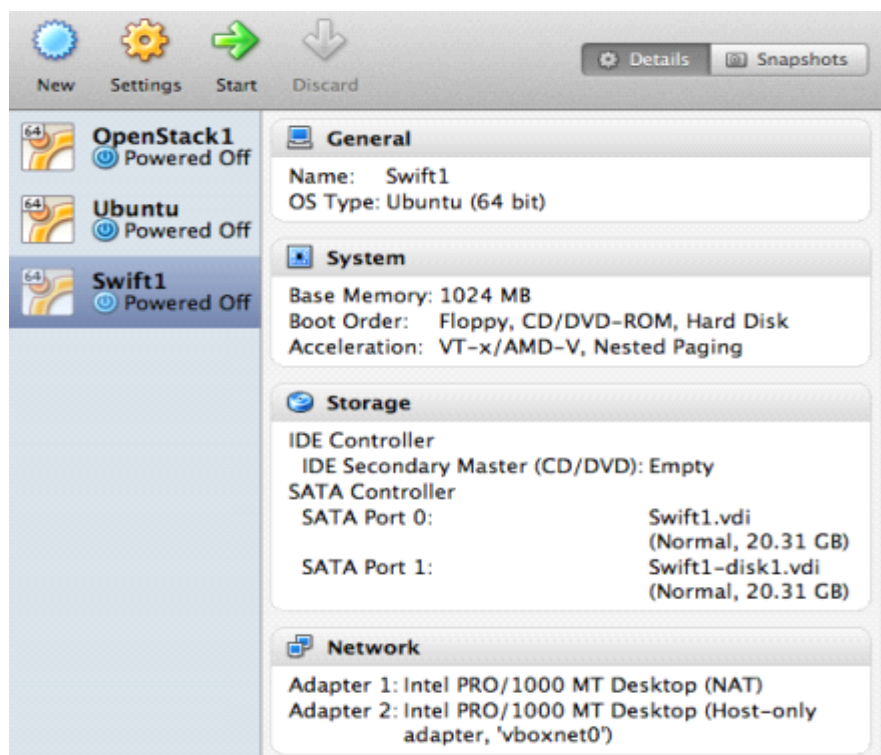 New Settings Start Discard Details Snapshots
64 OpenStack1
Powered Off
64 Ubuntu
Powered Off
64 Swift1
Powered Off
General
Name: Swift1
OS Type: Ubuntu (64 bit)
System
Base Memory: 1024 MB
Boot Order: Floppy, CD/DVD-ROM, Hard Disk
Acceleration: VT-x/AMD-V, Nested Paging
Storage
IDE Controller
IDE Secondary Master (CD/DVD): Empty
SATA Controller
SATA Port 0: Swift1.vdi
(Normal, 20.31 GB)
SATA Port 1: Swift1-disk1.vdi
(Normal, 20.31 GB)
Network
Adapter 1: Intel PRO/1000 MT Desktop (NAT)
Adapter 2: Intel PRO/1000 MT Desktop (Host-only
adapter, 'vboxnet0')